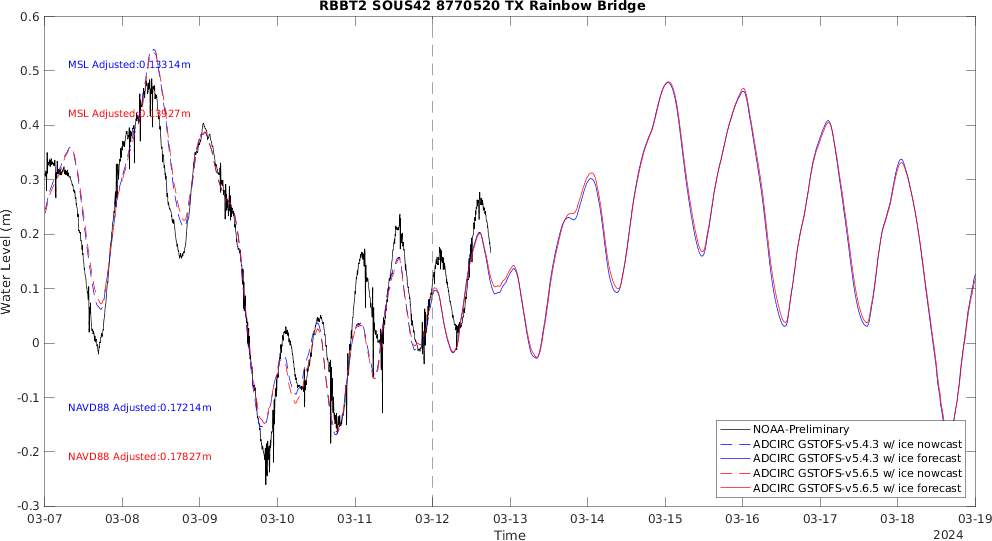 RBBT2 SOUS42 8770520 TX Rainbow Bridge
Water Level (m)
0.6
0.5
0.4
0.3
0.2
0.1
0
-0.1
-0.2
-0.3
MSL Adjusted:0.13314m
MSL Adjusted:0.13927m
NAVD88 Adjusted:0.17214m
NAVD88 Adjusted:0.17827m
NOAA-Preliminary
ADCIRC GSTOFS-v5.4.3 w/ ice nowcast
ADCIRC GSTOFS-v5.4.3 w/ ice forecast
ADCIRC GSTOFS-v5.6.5 w/ ice nowcast
ADCIRC GSTOFS-v5.6.5 w/ ice forecast
03-07 03-08 03-09 03-10 03-11 03-12 03-13 03-14 03-15 03-16 03-17 03-18 03-19
Time
2024